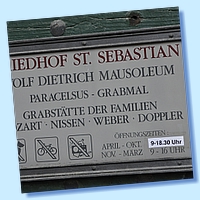 IEDHOF ST. SEBASTIAN
OLF DIETRICH MAUSOLEUM
PARACELSUS - GRABMAL
GRABSTÄTTE DER FAMILIEN
ZART · NISSEN · WEBER · DOPPLER
ÖFFNUNGSZEITEN
APRIL - OKT. 9-18.30 Uhr
NOV - MÄRZ 9 - 16 UHR